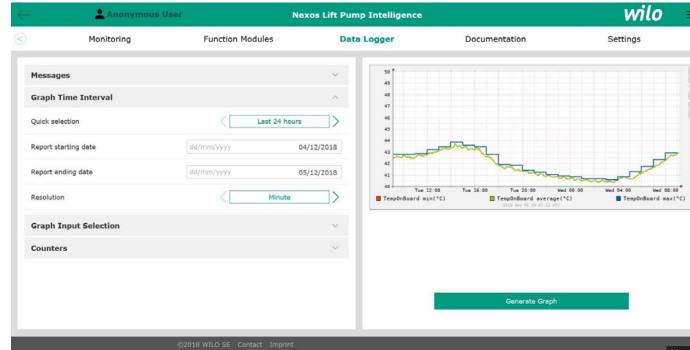 Anonymous User
Nexos Lift Pump Intelligence
wilo
Monitoring
Function Modules
Data Logger
Documentation
Settings
Messages
Graph Time Interval
Quick selection
Last 24 hours
Report starting date
dd/mm/yyyy
04/12/2018
Report ending date
dd/mm/yyyy
05/12/2018
Resolution
Minute
Graph Input Selection
Counters
50
49
48
47
46
45
44
43
42
41
40
Tue 12:00
Tue 16:00
Tue 20:00
Wed 00:00
Wed 04:00
Wed 08:00
TempOnBoard min(°C)
TempOnBoard average(°C)
TempOnBoard max(°C)
Generate Graph
©2018 WILO SE Contact Imprint